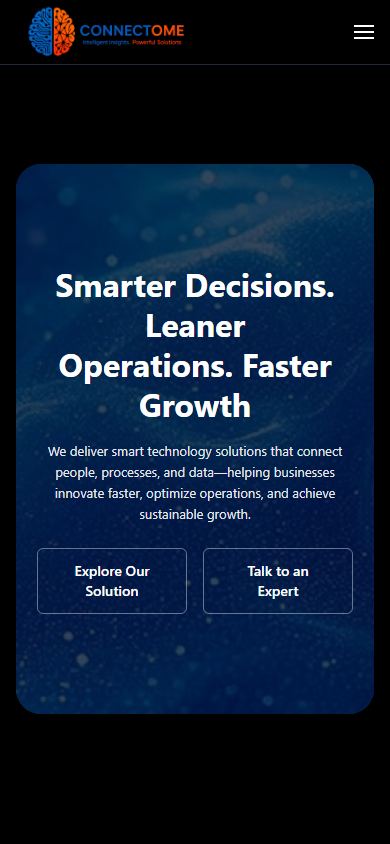 CONNECTOME
Intelligent Insights. Powerful Solutions
Smarter Decisions.
Leaner
Operations. Faster
Growth
We deliver smart technology solutions that connect
people, processes, and data—helping businesses
innovate faster, optimize operations, and achieve
sustainable growth.
Explore Our
Solution
Talk to an
Expert